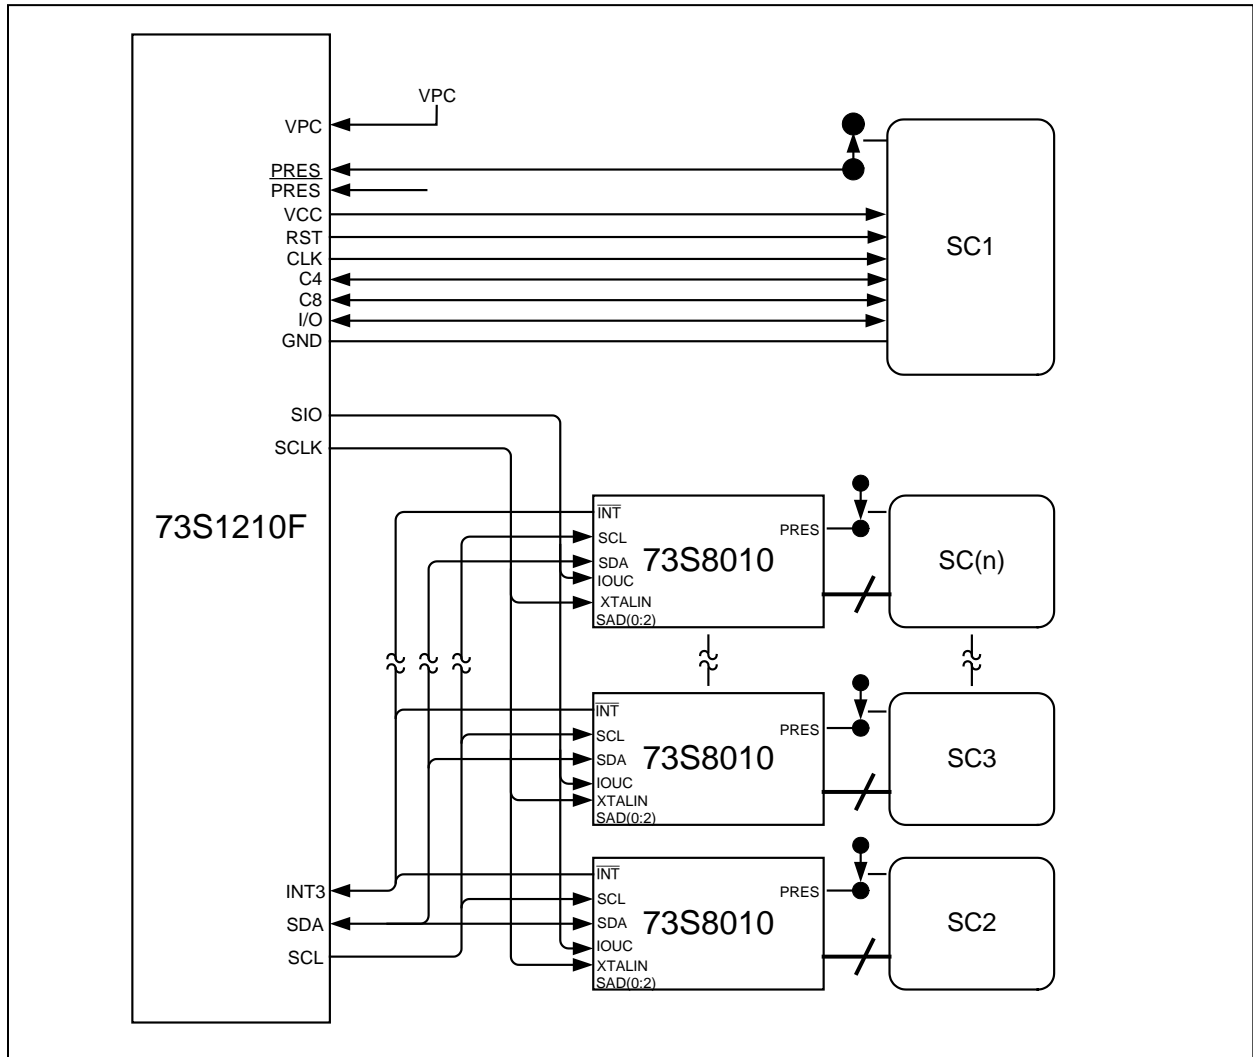 VPC
VPC
PRES
PRES
VCC
RST
CLK
C4
C8
I/O
GND
SC1
SIO
SCLK
73S1210F
INT
SCL
SDA
IOUC
XTALIN
SAD(0:2)
73S8010
PRES
SC(n)
INT
SCL
SDA
IOUC
XTALIN
SAD(0:2)
73S8010
PRES
SC3
INT
SCL
SDA
IOUC
XTALIN
SAD(0:2)
73S8010
PRES
SC2
INT3
SDA
SCL